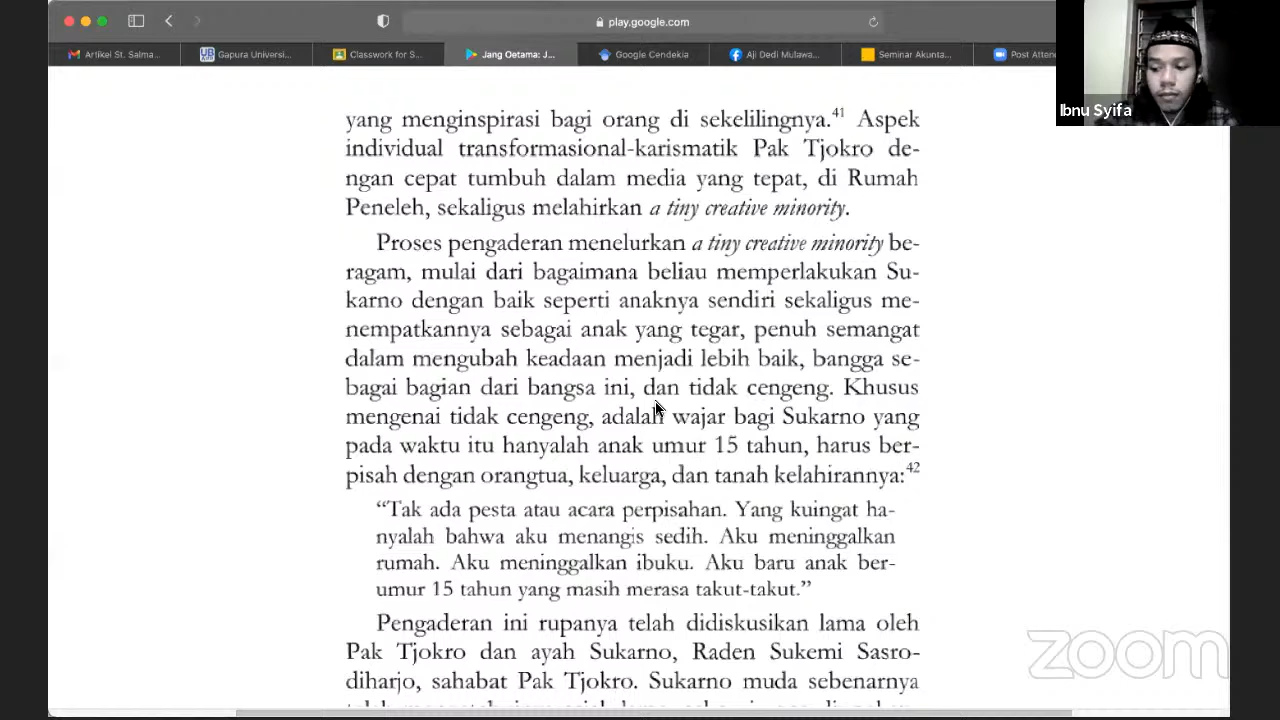 play.google.com
Artikel St. Salma...
Gapura Universi...
Classwork for S...
Jang Oetama: J...
Google Cendekia
Aji Dedi Mulawa...
Seminar Akunta...
Post Atten
Ibnu Syifa
yang menginspirasi bagi orang di sekelilingnya.41 Aspek
individual transformasional-karismatik Pak Tjokro de-
ngan cepat tumbuh dalam media yang tepat, di Rumah
Peneleh, sekaligus melahirkan a tiny creative minority.
Proses pengaderan menelurkan a tiny creative minority be-
ragam, mulai dari bagaimana beliau memperlakukan Su-
karno dengan baik seperti anaknya sendiri sekaligus me-
nempatkannya sebagai anak yang tegar, penuh semangat
dalam mengubah keadaan menjadi lebih baik, bangga se-
bagai bagian dari bangsa ini, dan tidak cengeng. Khusus
mengenai tidak cengeng, adalah wajar bagi Sukarno yang
pada waktu itu hanyalah anak umur 15 tahun, harus ber-
pisah dengan orangtua, keluarga, dan tanah kelahirannya:42
“Tak ada pesta atau acara perpisahan. Yang kuingat ha-
nyalah bahwa aku menangis sedih. Aku meninggalkan
rumah. Aku meninggalkan ibuku. Aku baru anak ber-
umur 15 tahun yang masih merasa takut-takut.”
Pengaderan ini rupanya telah didiskusikan lama oleh
Pak Tjokro dan ayah Sukarno, Raden Sukemi Sasro-
diharjo, sahabat Pak Tjokro. Sukarno muda sebenarnya
zoom